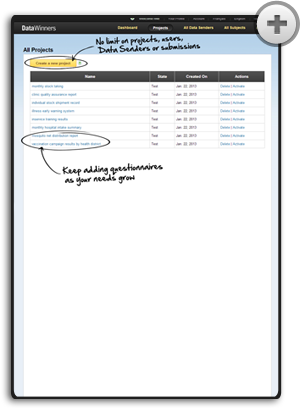 DataWinners
Dashboard Projects All Data Senders All Subjects
All Projects
No limit on projects, users,
Data Senders or submissions
Create a new project
Name State Created On Actions
monthly stock taking Test Jan. 22, 2013 Delete | Activate
clinic quality assurance report Test Jan. 22, 2013 Delete | Activate
individual stock shipment record Test Jan. 22, 2013 Delete | Activate
illness early warning system Test Jan. 22, 2013 Delete | Activate
Test Jan. 22, 2013 Delete | Activate
monthly hospital intake summary Test Jan. 22, 2013 Delete | Activate
mosquito net distribution report Test Jan. 22, 2013 Delete | Activate
vaccination campaign results by health district Test Jan. 22, 2013 Delete | Activate
Keep adding questionnaires
as your needs grow